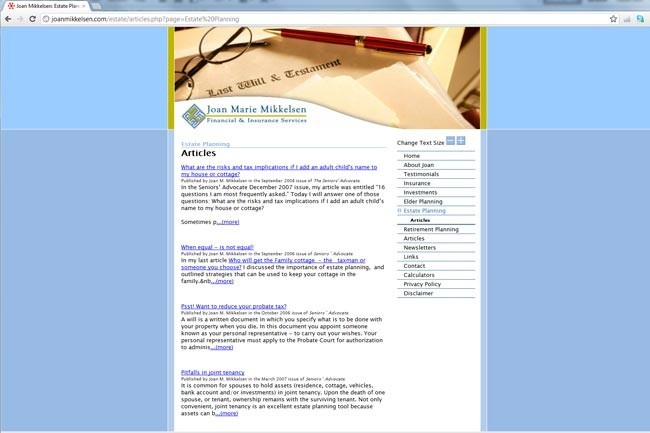 Joan Mikkelsens Estate Plan
joanmikkelsen.com/estate/articles.php?page=Estate%20Planning
Last Will & Testament
Joan Marie Mikkelsen
Financial & Insurance Services
Estate Planning
Articles
What are the risks and tax implications if I add an adult child's name to
my house or cottage?
Published by Joan M. Mikkelsen in the September 2008 issue of The Seniors' Advocate
In the Seniors' Advocate December 2007 issue, my article was entitled "16
questions I am most frequently asked." Today I will answer one of those
questions: What are the risks and tax implications if I add an adult child's
name to my house or cottage?
Sometimes p...(more)
When equal - is not equal!
Published by Joan M. Mikkelsen in the September 2006 issue of Seniors' Advocate
In my last article Who will get the Family cottage - the taxman or
someone you choose? I discussed the importance of estate planning, and
outlined strategies that can be used to keep your cottage in the
family.&nb...(more)
Psst! Want to reduce your probate tax?
Published by Joan M. Mikkelsen in the October 2006 issue of Seniors' Advocate
A will is a written document in which you specify what is to be done with
your property when you die. In this document you appoint someone
known as your personal representative - to carry out your wishes. Your
personal representative must apply to the Probate Court for authorization
to adminis...(more)
Pitfalls in joint tenancy
Published by Joan M. Mikkelsen in the March 2007 issue of Seniors' Advocate
It is common for spouses to hold assets (residence, cottage, vehicles,
bank account and/or investments) in joint tenancy. Upon the death of one
spouse, or tenant, ownership remains with the surviving tenant. Not only
convenient, joint tenancy is an excellent estate planning tool because
assets can b...(more)
Change Text Size
Home
About Joan
Testimonials
Insurance
Investments
Elder Planning
Estate Planning
Articles
Retirement Planning
Articles
Newsletters
Links
Contact
Calculators
Privacy Policy
Disclaimer